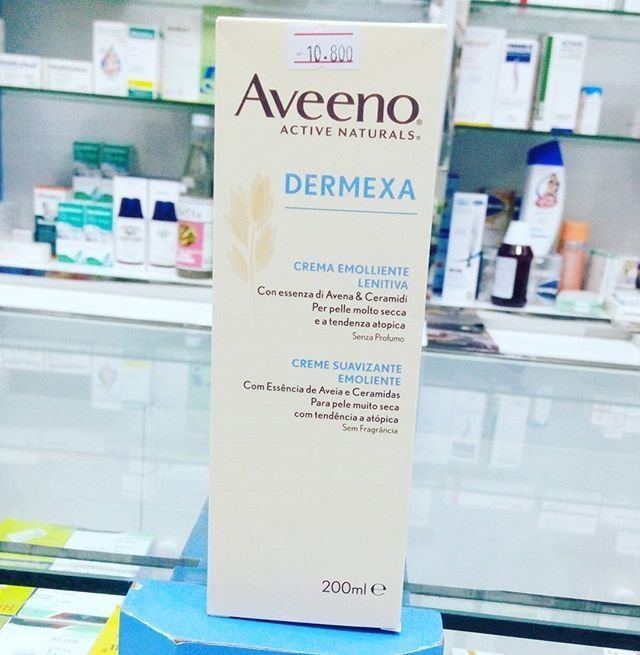 -10.800
Aveeno®
ACTIVE NATURALS®
DERMEXA
CREMA EMOLLIENTE
LENITIVA
Con essenza di Avena & Ceramidi
Per pelle molto secca
e a tendenza atopica
Senza Profumo
CREME SUAVIZANTE
EMOLIENTE
Com Essência de Aveia e Ceramidas
Para pele muito seca
com tendência a atópica
Sem Fragrância
200ml e